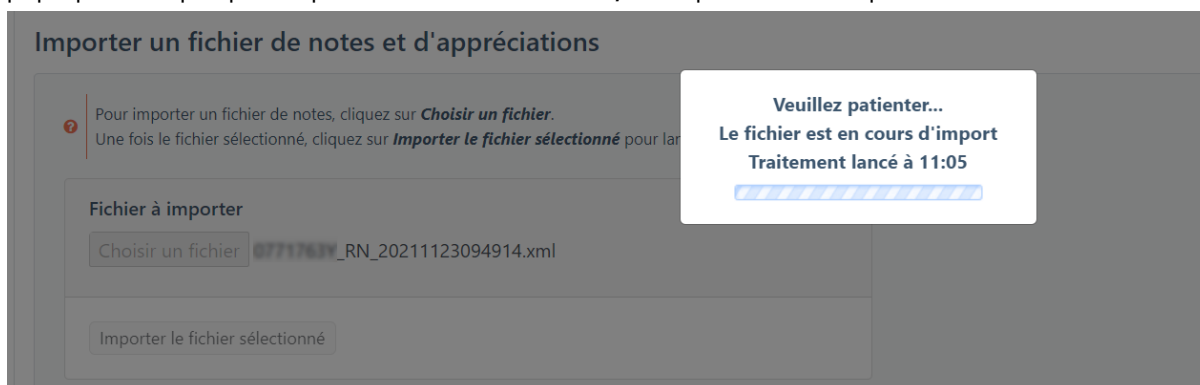 Importer un fichier de notes et d'appréciations
Pour importer un fichier de notes, cliquez sur Choisir un fichier.
Une fois le fichier sélectionné, cliquez sur Importer le fichier sélectionné pour lan
Veuillez patienter...
Le fichier est en cours d'import
Traitement lancé à 11:05
Fichier à importer
Choisir un fichier _RN_20211123094914.xml
Importer le fichier sélectionné